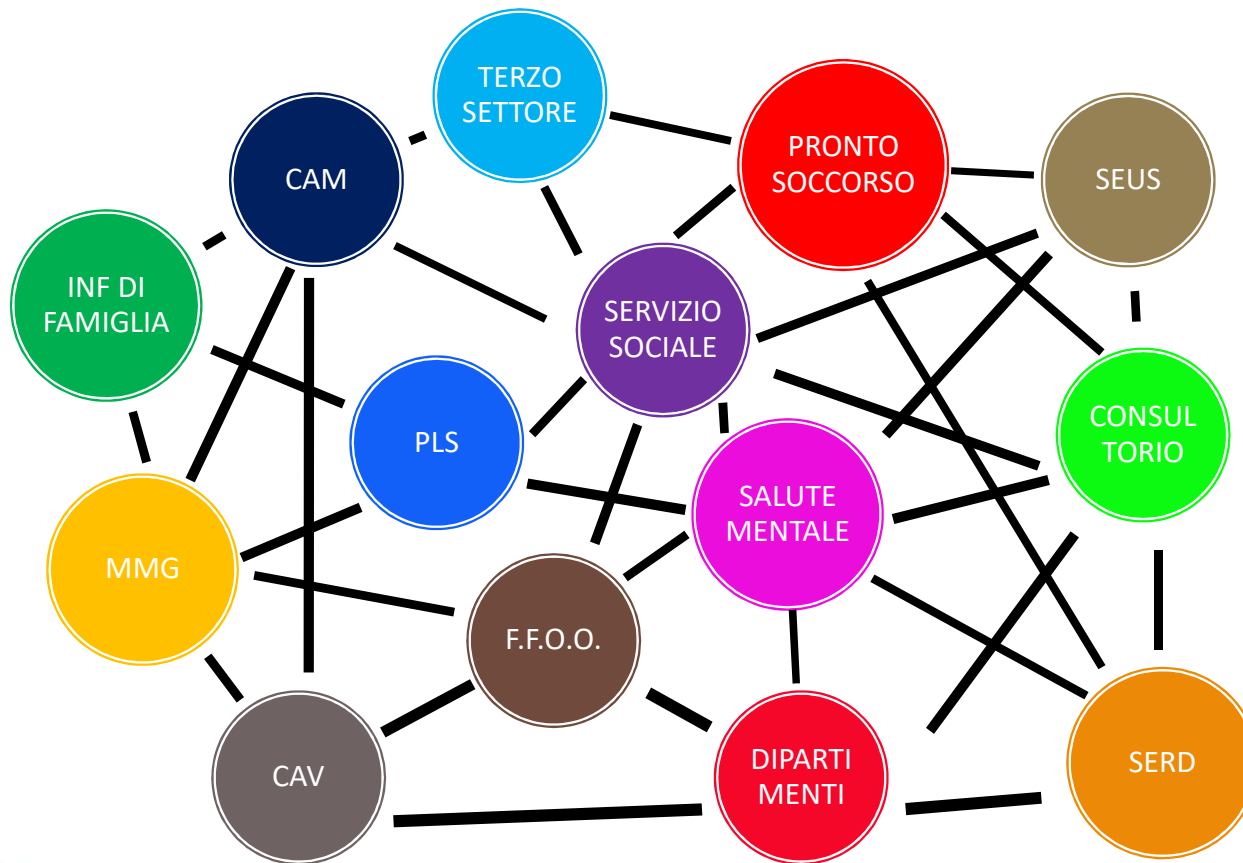 TERZO
SETTORE
PRONTO
SOCCORSO
SEUS
CAM
INF DI
FAMIGLIA
SERVIZIO
SOCIALE
PLS
CONSUL
TORIO
SALUTE
MENTALE
MMG
F.F.O.O.
CAV
DIPARTI
MENTI
SERD